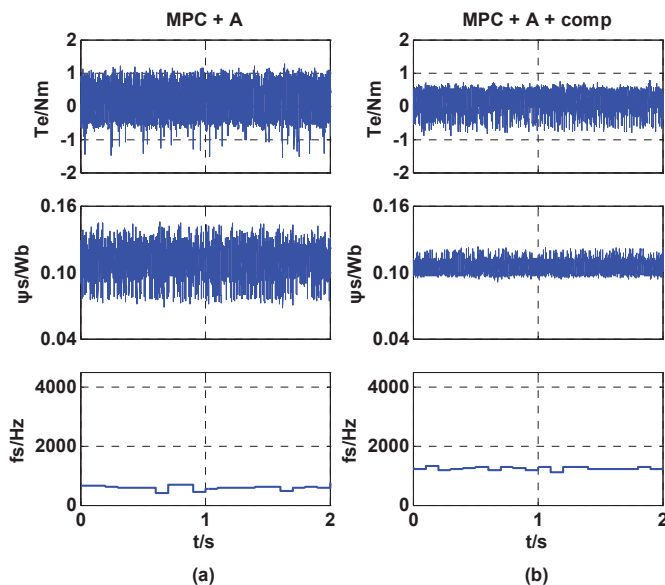 MPC + A
2
1
0
-1
-2
Te/Nm
0.16
0.10
0.04
ψs/Wb
4000
2000
0
fs/Hz
0 1 2
t/s
(a)
MPC + A + comp
2
1
0
-1
-2
Te/Nm
0.16
0.10
0.04
ψs/Wb
4000
2000
0
fs/Hz
0 1 2
t/s
(b)